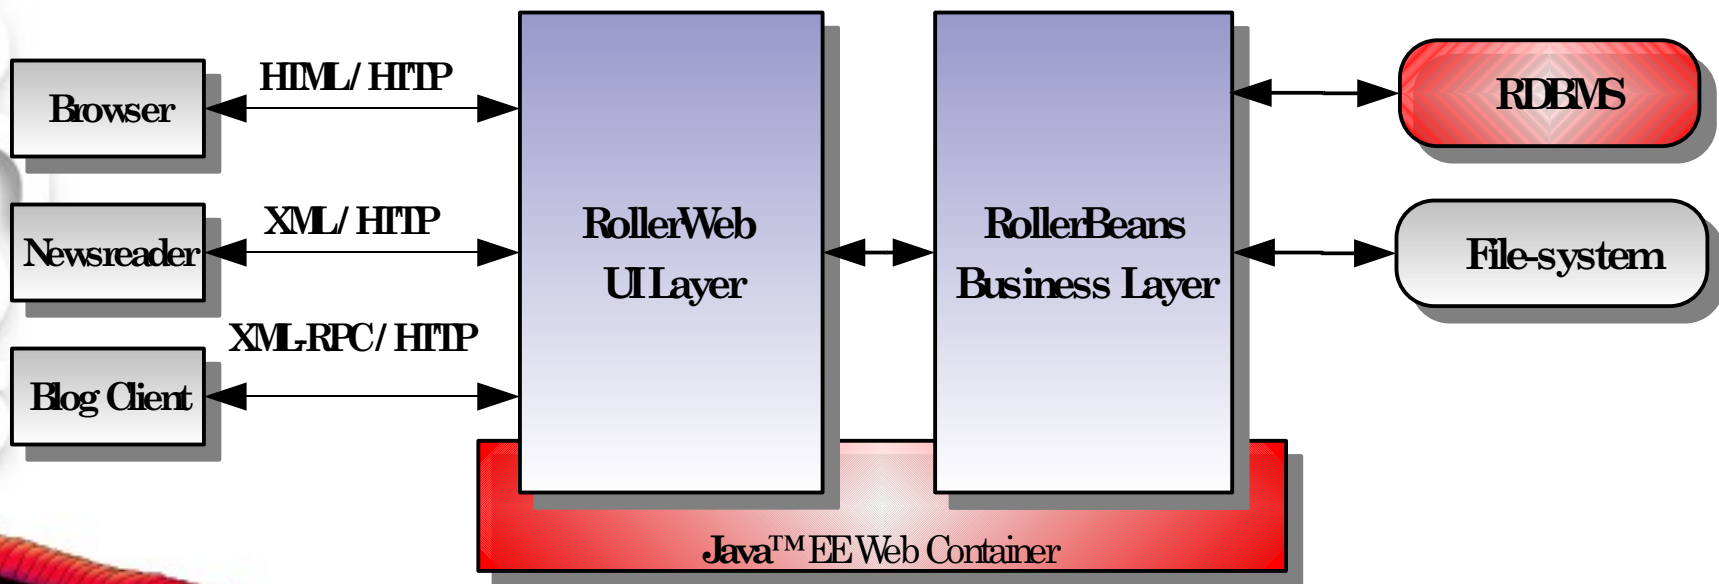 Browser
HTML/HTTP
Newsreader
XML/HTTP
Blog Client
XML-RPC/HTTP
RollerWeb
UI Layer
RollerBeans
Business Layer
RDBMS
File-system
Java™ EE Web Container